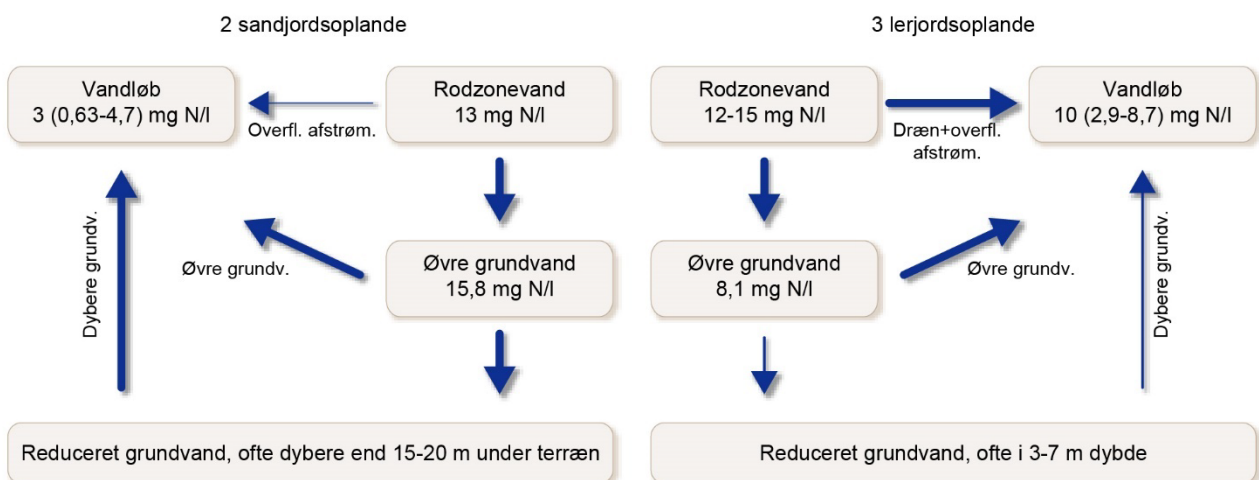 2 sandjordsoplande
Vandløb
3 (0,63-4,7) mg N/l
Overfl. afstrøm.
Rodzonevand
13 mg N/l
Dybere grundv.
Øvre grundv.
Øvre grundvand
15,8 mg N/l
Reduceret grundvand, ofte dybere end 15-20 m under terræn
3 lerjordsoplande
Rodzonevand
12-15 mg N/l
Dræn+overfl.
afstrøm.
Vandløb
10 (2,9-8,7) mg N/l
Øvre grundvand
8,1 mg N/l
Øvre grundv.
Dybere grundv.
Reduceret grundvand, ofte i 3-7 m dybde